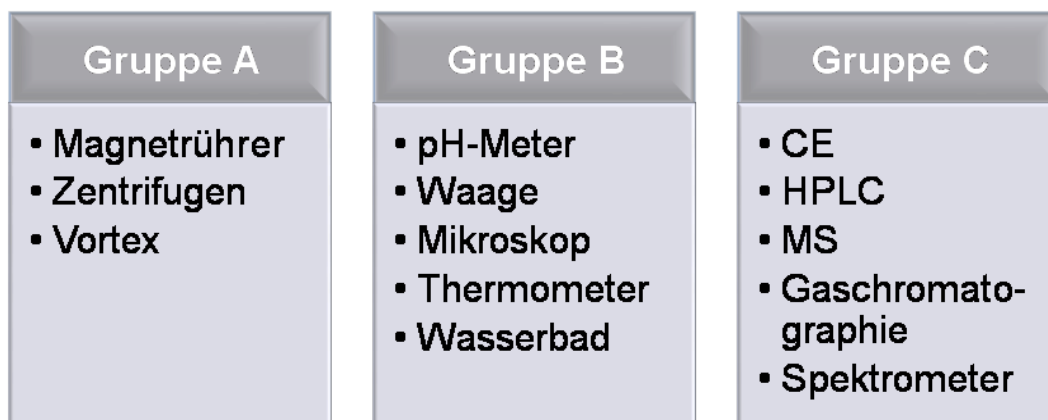 Gruppe A
• Magnetrührer
• Zentrifugen
• Vortex
Gruppe B
• pH-Meter
• Waage
• Mikroskop
• Thermometer
• Wasserbad
Gruppe C
• CE
• HPLC
• MS
• Gaschromato-
graphie
• Spektrometer